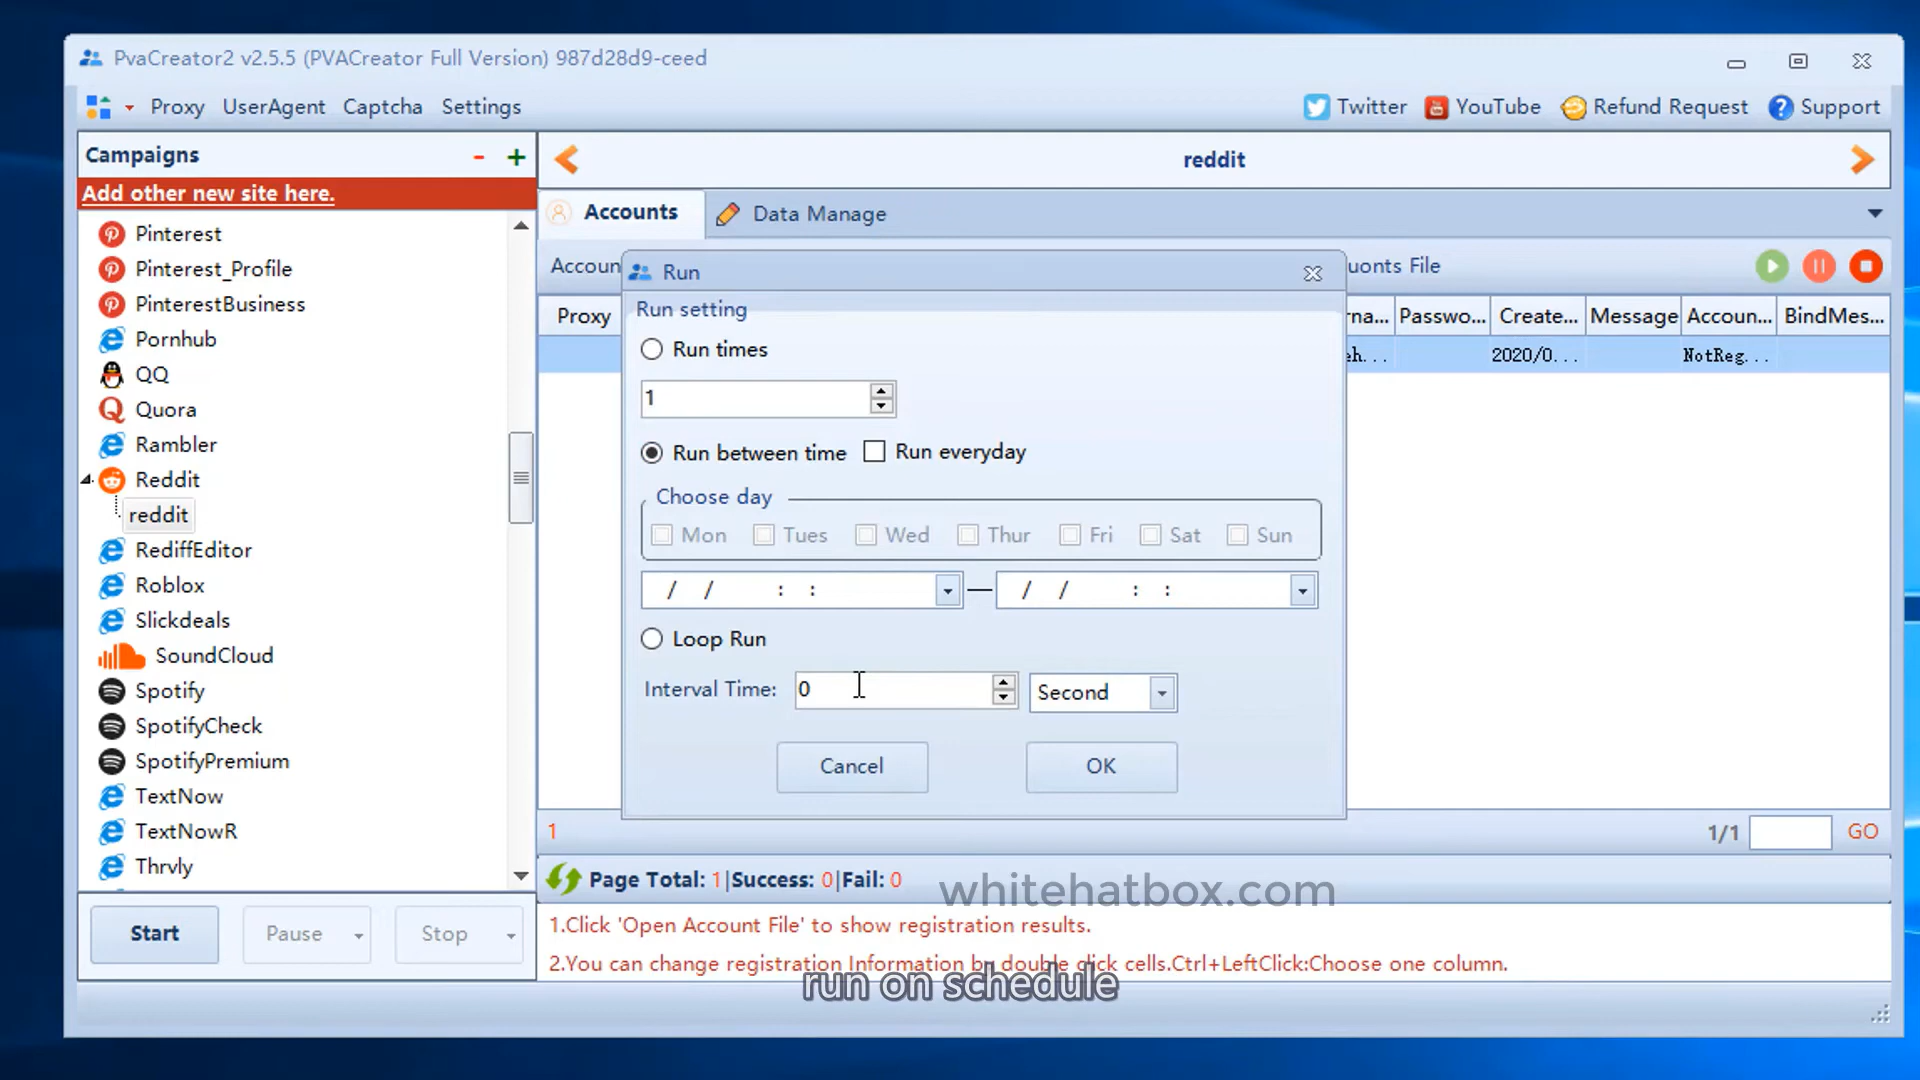 PvaCreator2 v2.5.5 (PVACreator Full Version) 987d28d9-ceed
Proxy UserAgent Captcha Settings
Twitter YouTube Refund Request Support
Campaigns - +
Add other new site here.
Pinterest
Pinterest_Profile
PinterestBusiness
Pornhub
QQ
Quora
Rambler
Reddit
reddit
RediffEditor
Roblox
Slickdeals
SoundCloud
Spotify
SpotifyCheck
SpotifyPremium
TextNow
TextNowR
Thrvly
Start Pause Stop
reddit
Accounts Data Manage
Accoun uonts File
Proxy rna... Passwo... Create... Message Accoun... BindMes...
eh... 2020/0... NotReg...
Run
Run setting
Run times
1
Run between time Run everyday
Choose day
Mon Tues Wed Thur Fri Sat Sun
/ / : : — / / : :
Loop Run
Interval Time: 0 Second
Cancel OK
1 1/1 GO
Page Total: 1|Success: 0|Fail: 0
whitehatbox.com
1.Click 'Open Account File' to show registration results.
2.You can change registration Information by double click cells.Ctrl+LeftClick:Choose one column.
run on schedule